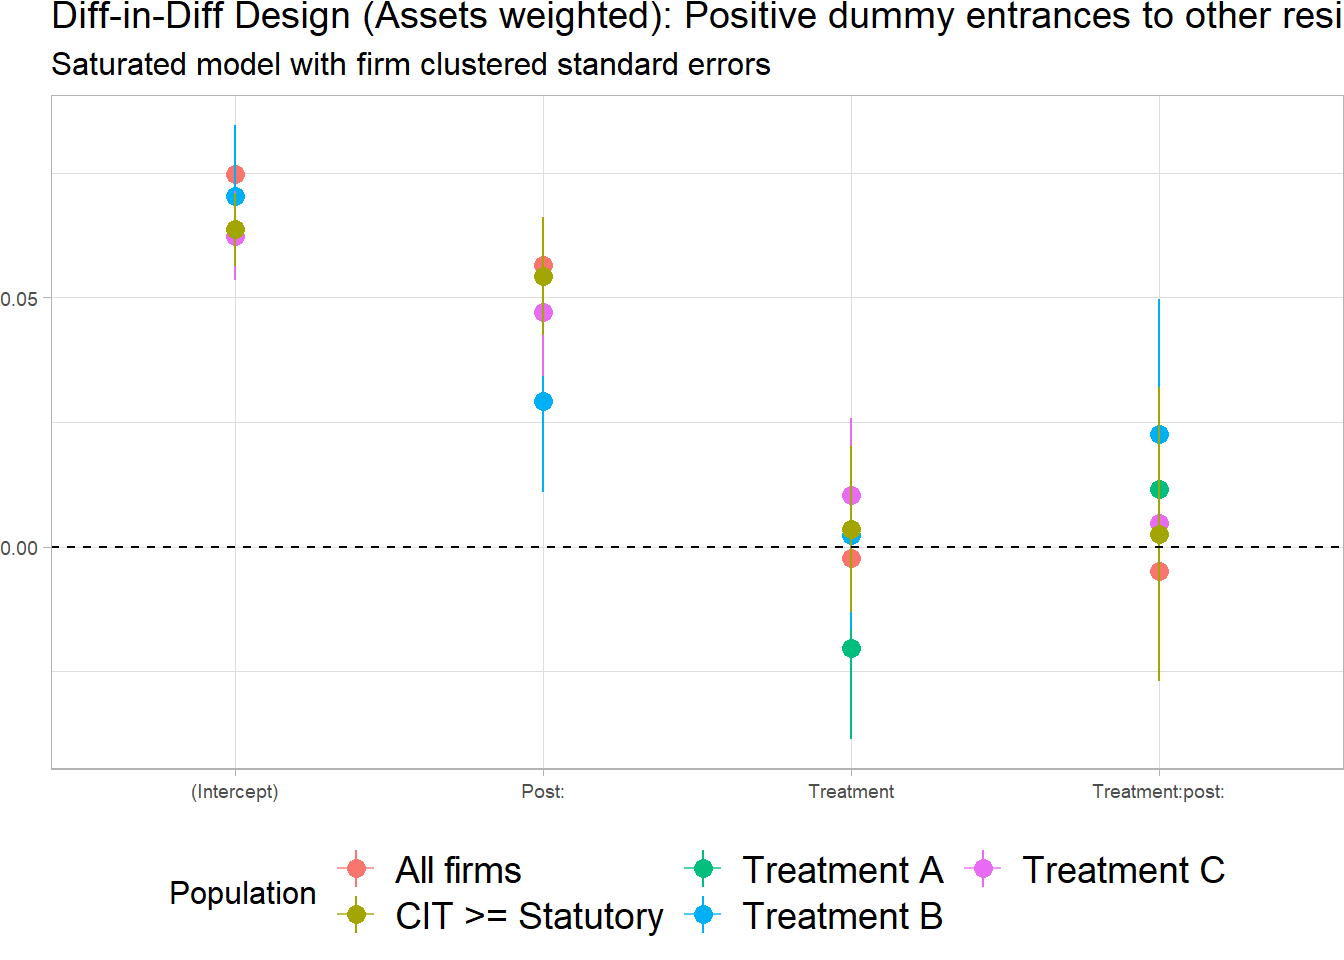 Diff-in-Diff Design (Assets weighted): Positive dummy entrances to other resi
Saturated model with firm clustered standard errors
0.05
0.00
(Intercept) Post: Treatment Treatment:post:
Population
All firms Treatment A Treatment C
CIT >= Statutory Treatment B